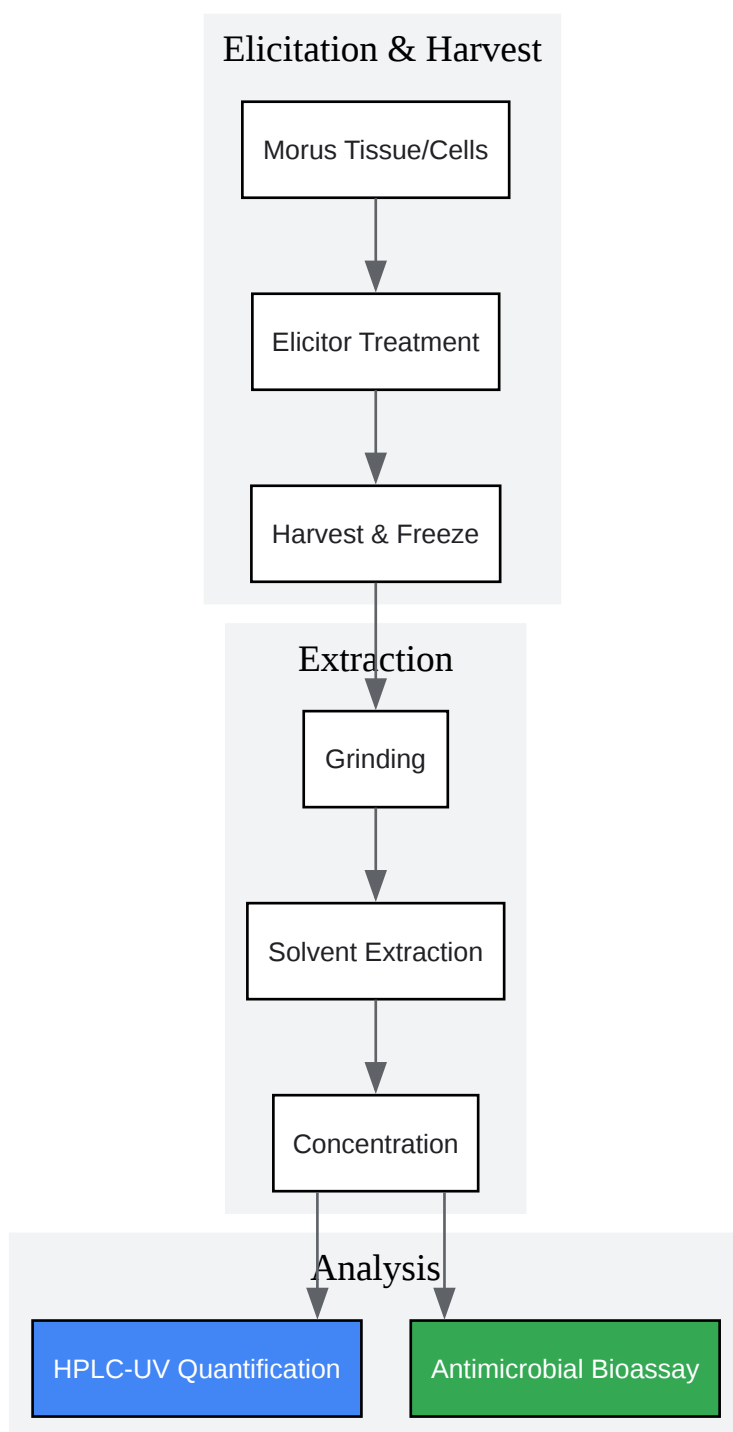 Elicitation & Harvest
Morus Tissue/Cells
Elicitor Treatment
Harvest & Freeze
Extraction
Grinding
Solvent Extraction
Concentration
Analysis
HPLC-UV Quantification
Antimicrobial Bioassay